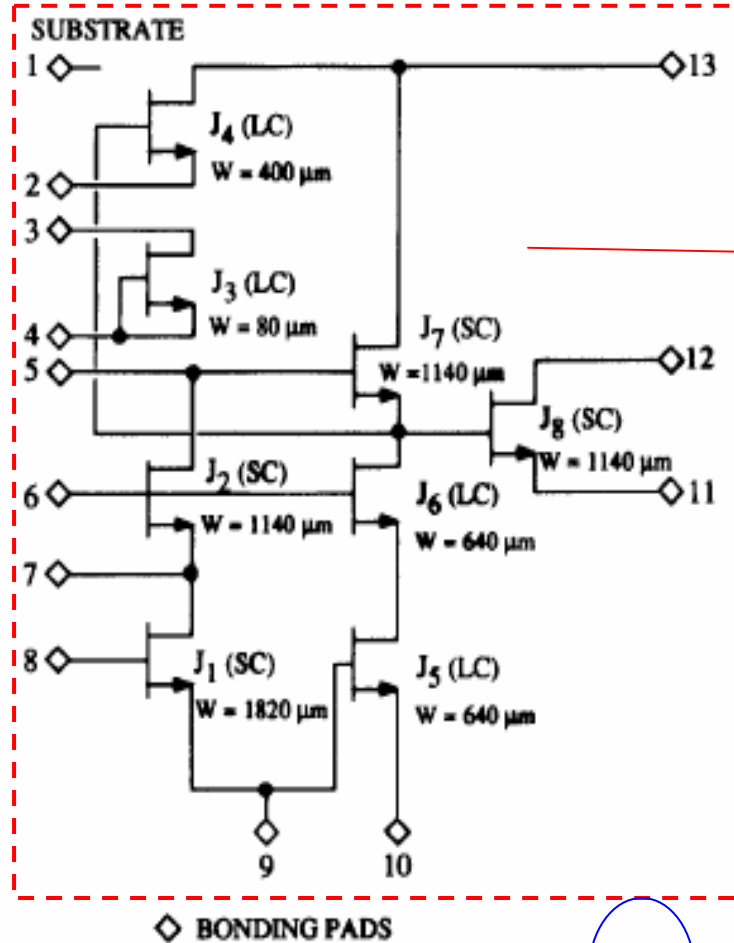 SUBSTRATE
1
13
J4 (LC)
W = 400 μm
2
3
J3 (LC)
W = 80 μm
4
J7 (SC)
W =1140 μm
5
12
J8 (SC)
W = 1140 μm
J2 (SC)
6
11
W = 1140 μm
J6 (LC)
W = 640 μm
7
8
J1 (SC)
W = 1820 μm
J5 (LC)
W = 640 μm
9
10
BONDING PADS